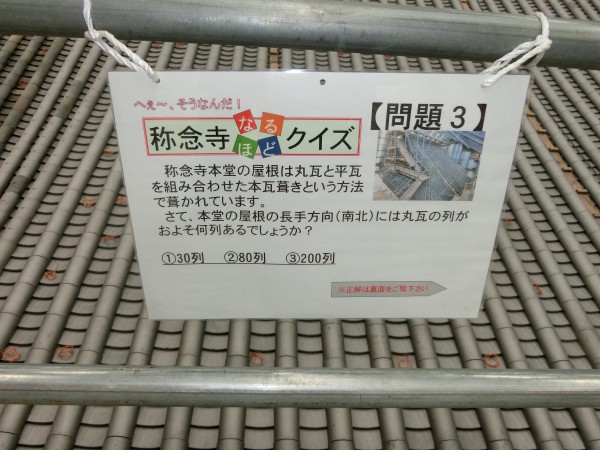 へぇ～、そうなんだ！
称念寺なるほどクイズ
【問題３】
称念寺本堂の屋根は丸瓦と平瓦
を組み合わせた本瓦葺きという方法
で葺かれています。
さて、本堂の屋根の長手方向（南北）には丸瓦の列が
およそ何列あるでしょうか？
①30列　②80列　③200列
※正解は裏面をご覧下さい